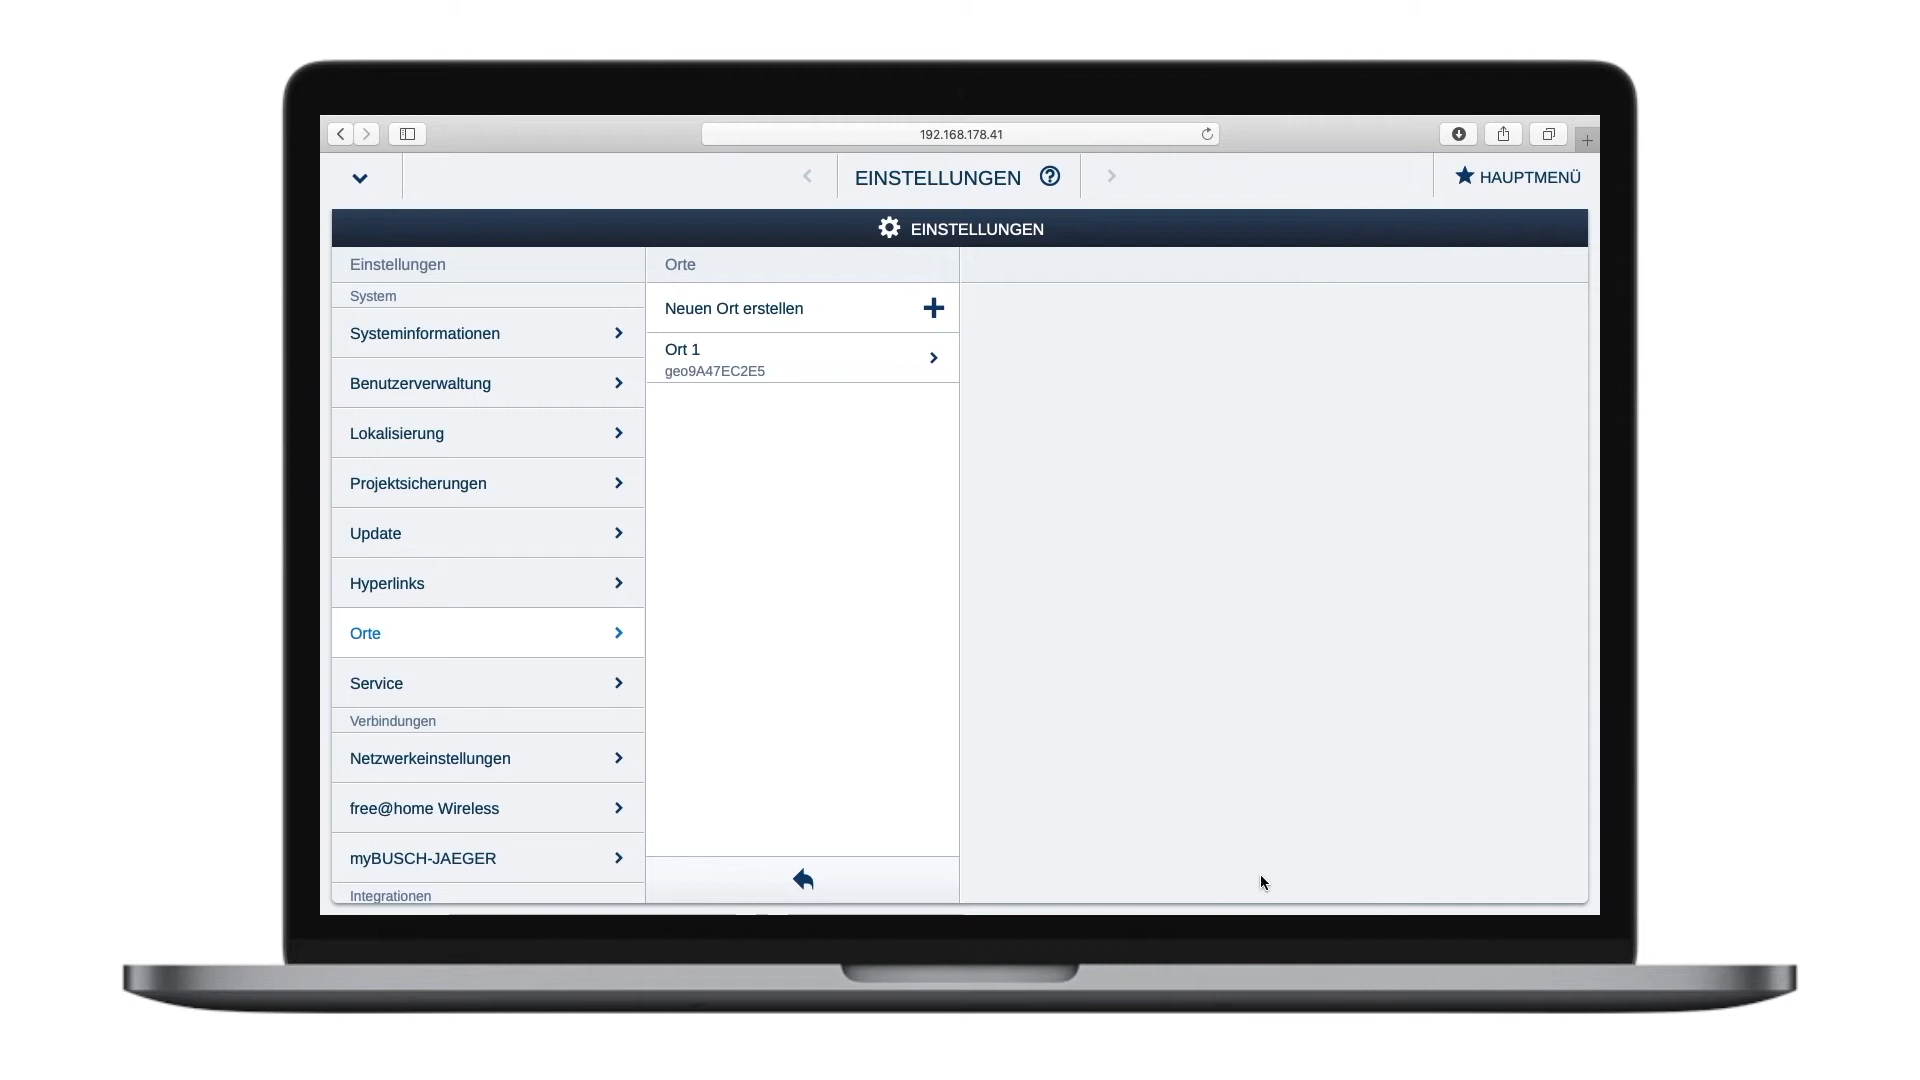 192.168.178.41
EINSTELLUNGEN
HAUPTMENÜ
EINSTELLUNGEN
Einstellungen
System
Systeminformationen
Benutzerverwaltung
Lokalisierung
Projektsicherungen
Update
Hyperlinks
Orte
Service
Verbindungen
Netzwerkeinstellungen
free@home Wireless
myBUSCH-JAEGER
Integrationen
Orte
Neuen Ort erstellen
Ort 1
geo9A47EC2E5